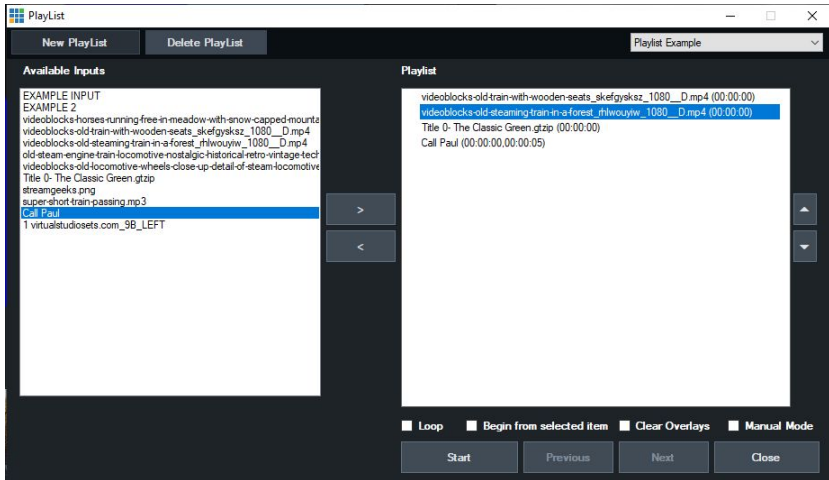 PlayList
New PlayList
Delete PlayList
Playlist Example
Available Inputs
EXAMPLE INPUT
EXAMPLE 2
videoblocks-horses-running-free-in-meadow-with-snow-capped-mounta
videoblocks-old-train-with-wooden-seats_skefgysksz_1080__D.mp4
videoblocks-old-steaming-train-in-a-forest_rhlwouyiw_1080__D.mp4
old-steam-engine-train-locomotive-nostalgic-historical-retro-vintage-tech
videoblocks-old-locomotive-wheels-close-up-detail-of-steam-locomotive
Title 0- The Classic Green.gtzip
streamgeeks.png
super-short-train-passing.mp3
Call Paul
1 virtualstudiosets.com_9B_LEFT
>
<
Playlist
videoblocks-old-train-with-wooden-seats_skefgysksz_1080__D.mp4 (00:00:00)
videoblocks-old-steaming-train-in-a-forest_rhlwouyiw_1080__D.mp4 (00:00:00)
Title 0- The Classic Green.gtzip (00:00:00)
Call Paul (00:00:00,00:00:05)
Loop
Begin from selected item
Clear Overlays
Manual Mode
Start
Previous
Next
Close